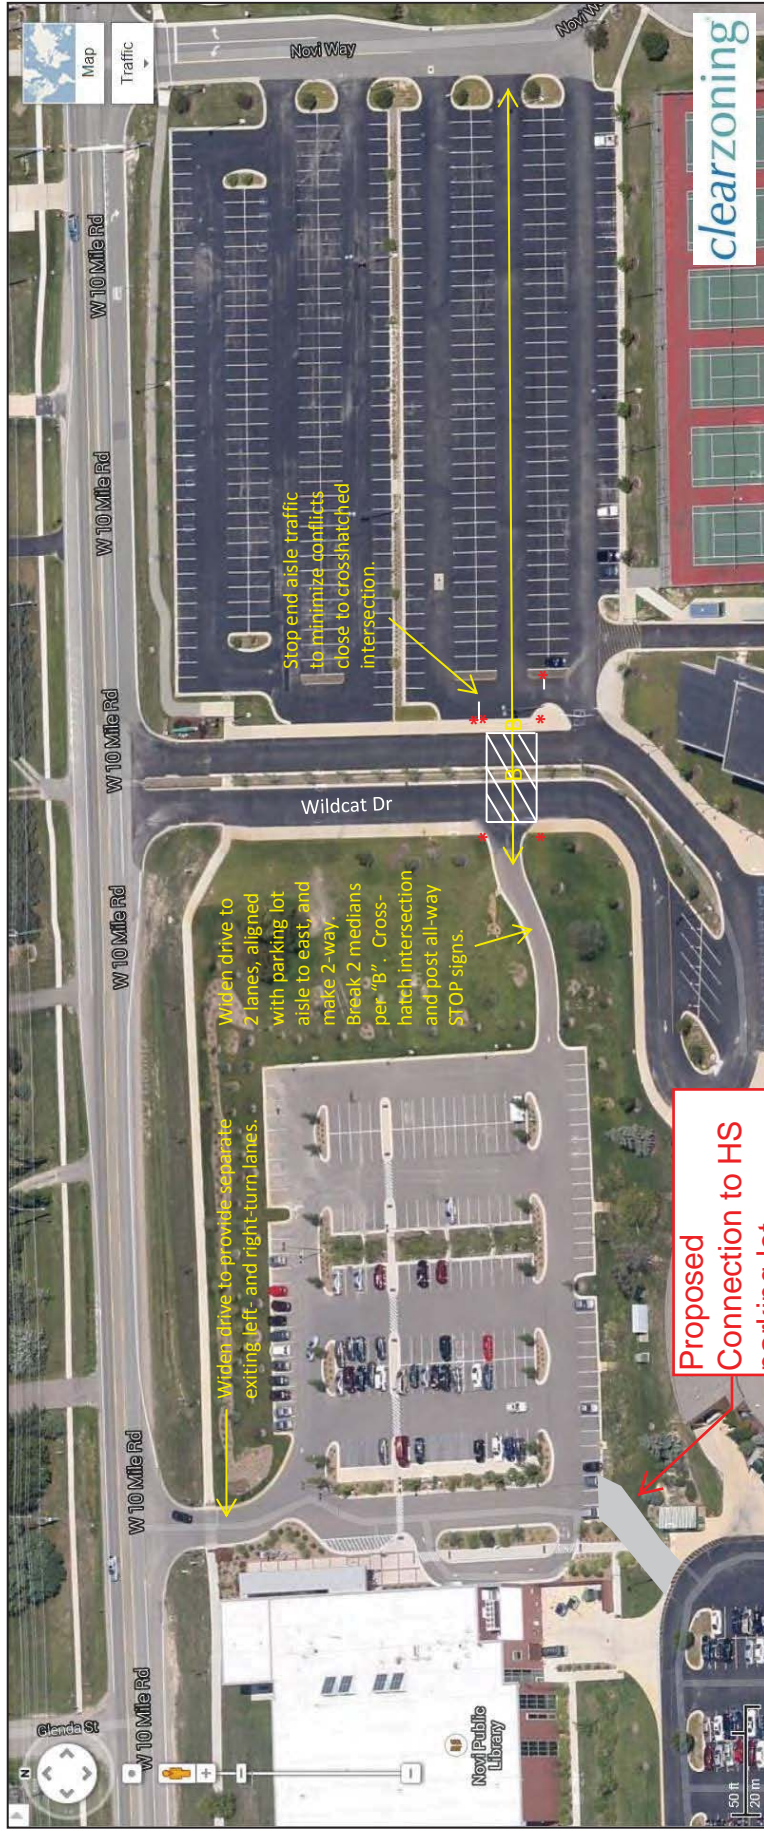 Map
Traffic
Novi Way
W 10 Mile Rd
W 10 Mile Rd
W 10 Mile Rd
W 10 Mile Rd
W 10 Mile Rd
W 10 Mile Rd
Glenda St
N
clearzoning
Stop end aisle traffic
to minimize conflicts
close to crosshatched
intersection.
B
B
Wildcat Dr
Widen drive to
2 lanes, aligned
with parking lot
aisle to east, and
make 2-way.
Break 2 medians
per "B". Cross-
hatch intersection
and post all-way
STOP signs.
Widen drive to provide separate
exiting left- and right-turn lanes.
Proposed
Connection to HS
parking lot
Novi Public
Library
50 ft
20 m